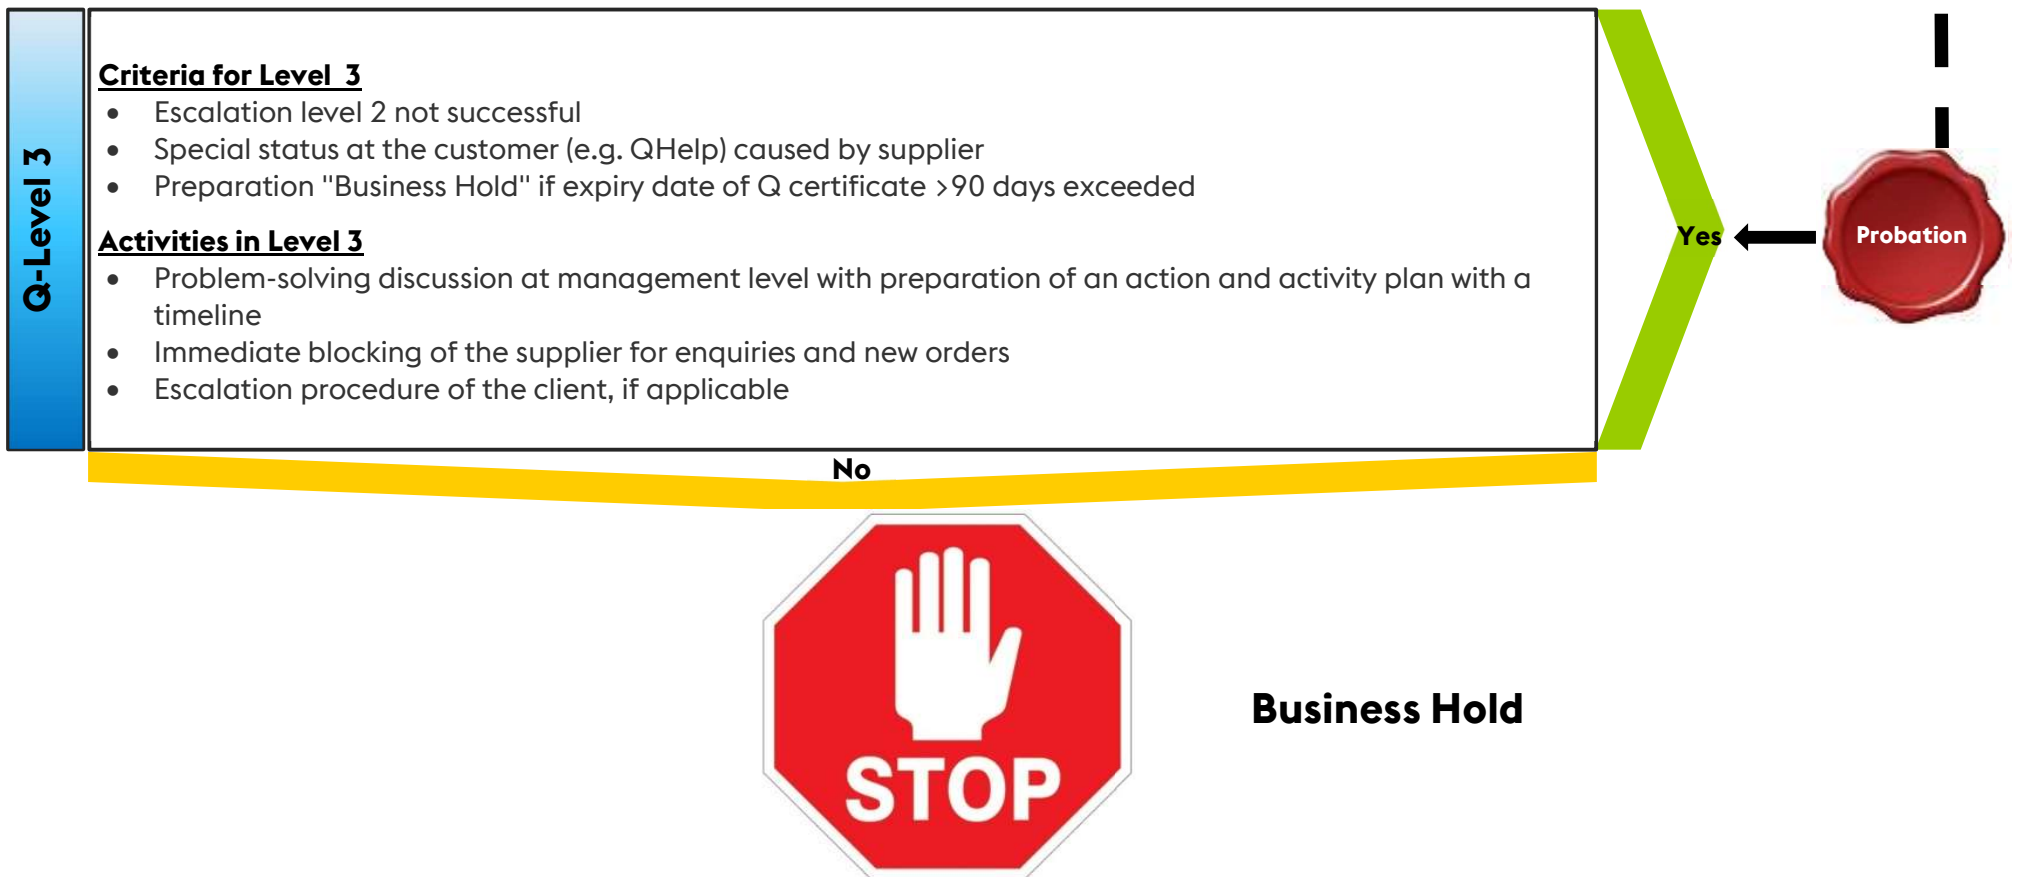 Q-Level 3
Criteria for Level 3
• Escalation level 2 not successful
• Special status at the customer (e.g. QHelp) caused by supplier
• Preparation "Business Hold" if expiry date of Q certificate >90 days exceeded
Activities in Level 3
• Problem-solving discussion at management level with preparation of an action and activity plan with a
timeline
• Immediate blocking of the supplier for enquiries and new orders
• Escalation procedure of the client, if applicable
Yes
Probation
No
STOP
Business Hold